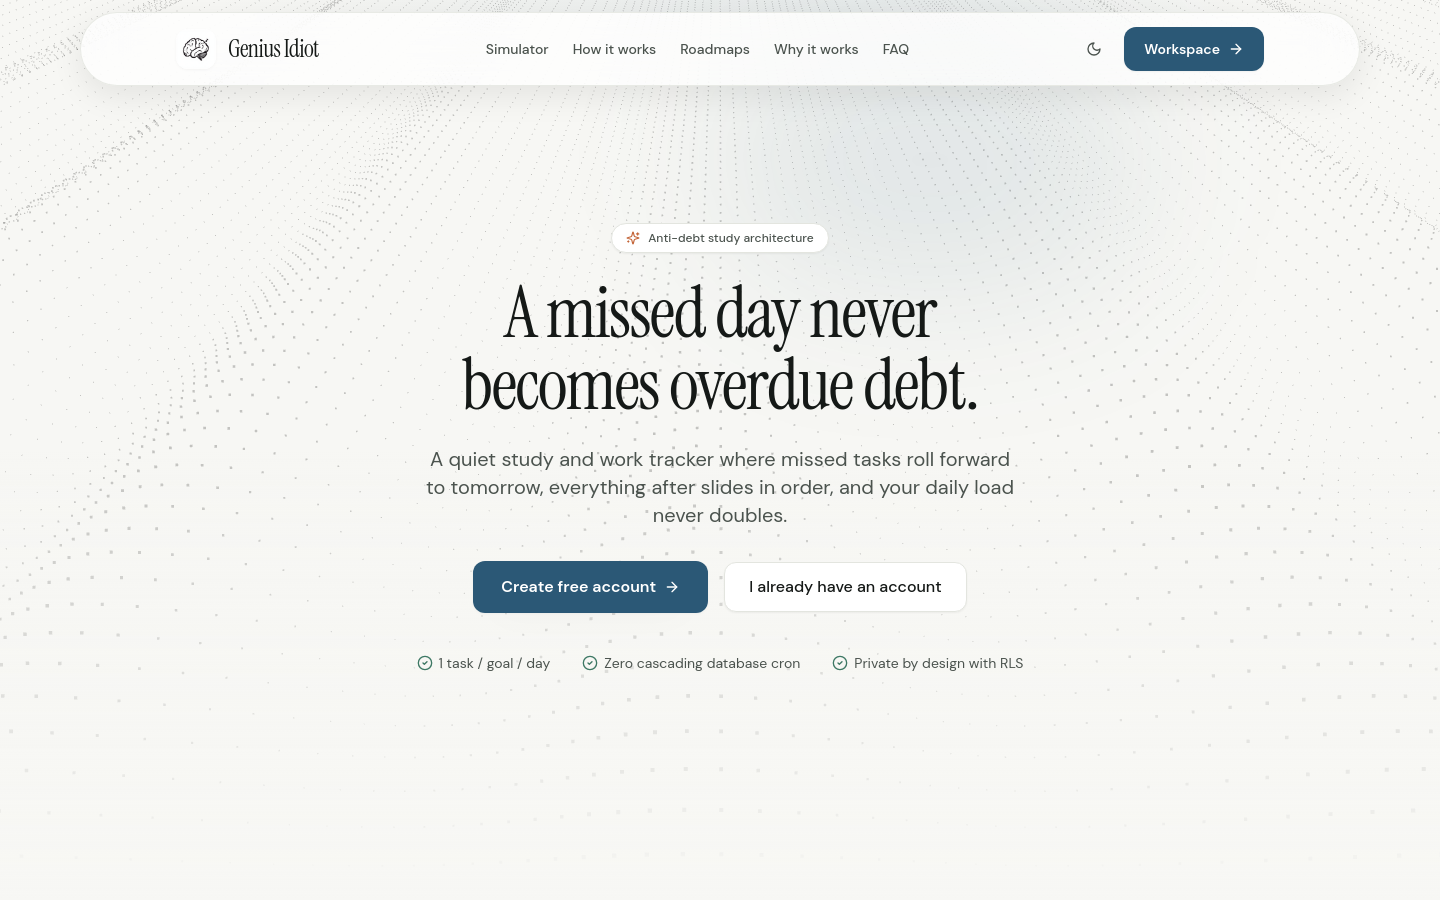 Genius Idiot
Simulator
How it works
Roadmaps
Why it works
FAQ
Workspace
Anti-debt study architecture
A missed day never
becomes overdue debt.
A quiet study and work tracker where missed tasks roll forward
to tomorrow, everything after slides in order, and your daily load
never doubles.
Create free account
I already have an account
1 task / goal / day
Zero cascading database cron
Private by design with RLS